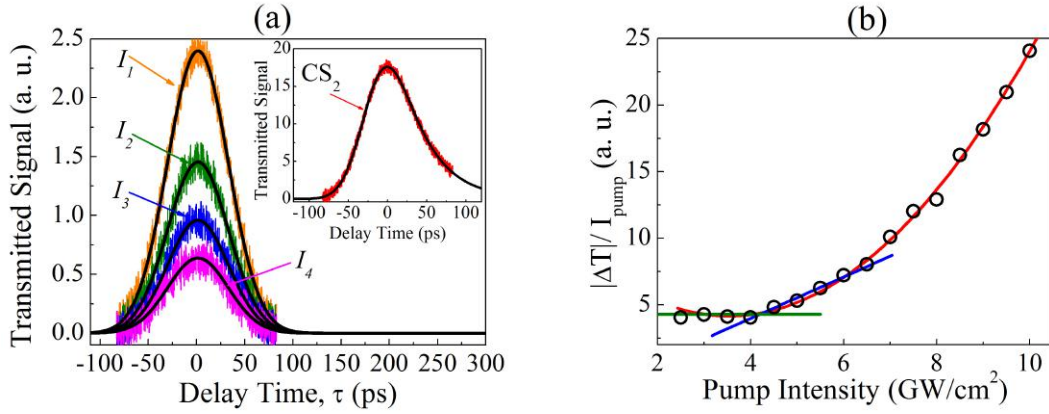 (a)
Transmitted Signal (a. u.)
2.5
2.0
1.5
1.0
0.5
0.0
I1
I2
I3
I4
-100 -50 0 50 100 150 200 250 300
Delay Time, τ (ps)
Transmitted Signal
20
15
10
5
0
CS2
-100 -50 0 50 100
Delay Time (ps)
(b)
|ΔT|/ Ipump
(a. u.)
25
20
15
10
5
0
2 4 6 8 10
Pump Intensity (GW/cm²)